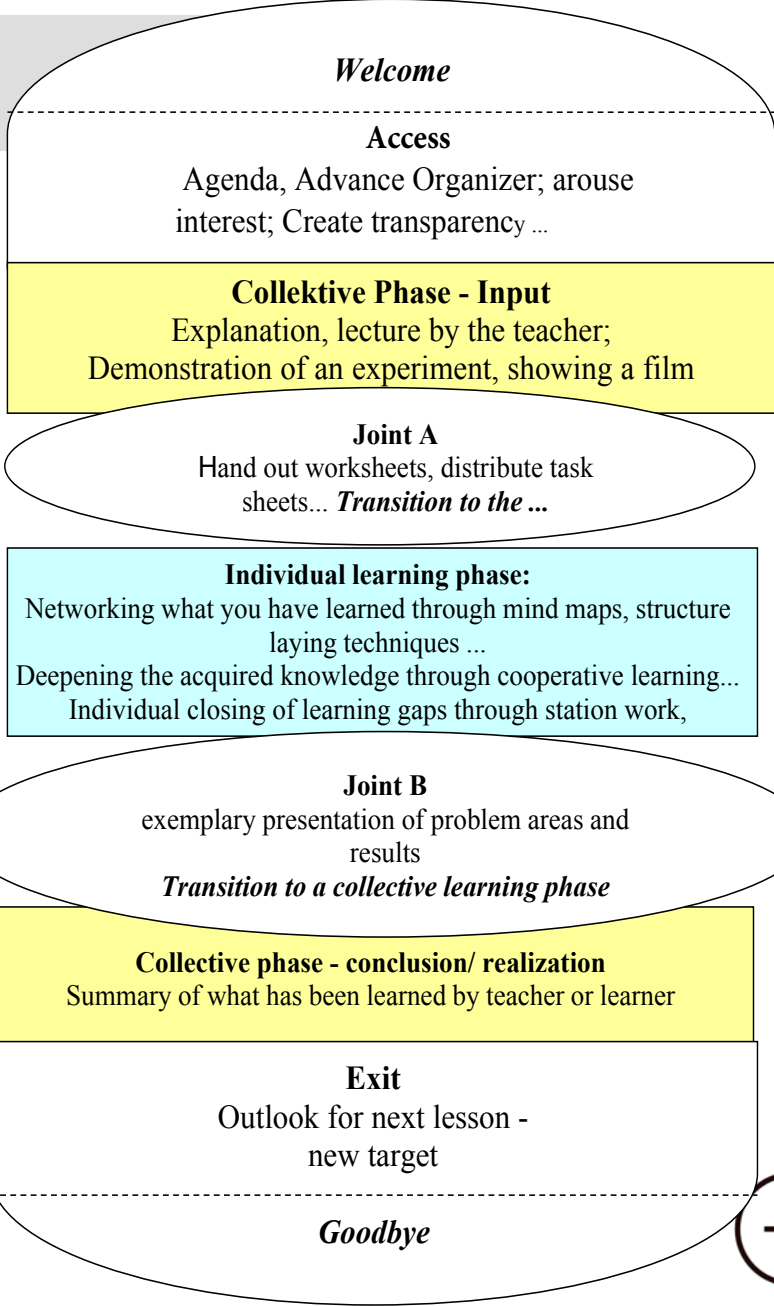 Welcome
Access
Agenda, Advance Organizer; arouse
interest; Create transparency ...
Collektive Phase - Input
Explanation, lecture by the teacher;
Demonstration of an experiment, showing a film
Joint A
Hand out worksheets, distribute task
sheets... Transition to the ...
Individual learning phase:
Networking what you have learned through mind maps, structure
laying techniques ...
Deepening the acquired knowledge through cooperative learning...
Individual closing of learning gaps through station work,
Joint B
exemplary presentation of problem areas and
results
Transition to a collective learning phase
Collective phase - conclusion/ realization
Summary of what has been learned by teacher or learner
Exit
Outlook for next lesson -
new target
Goodbye